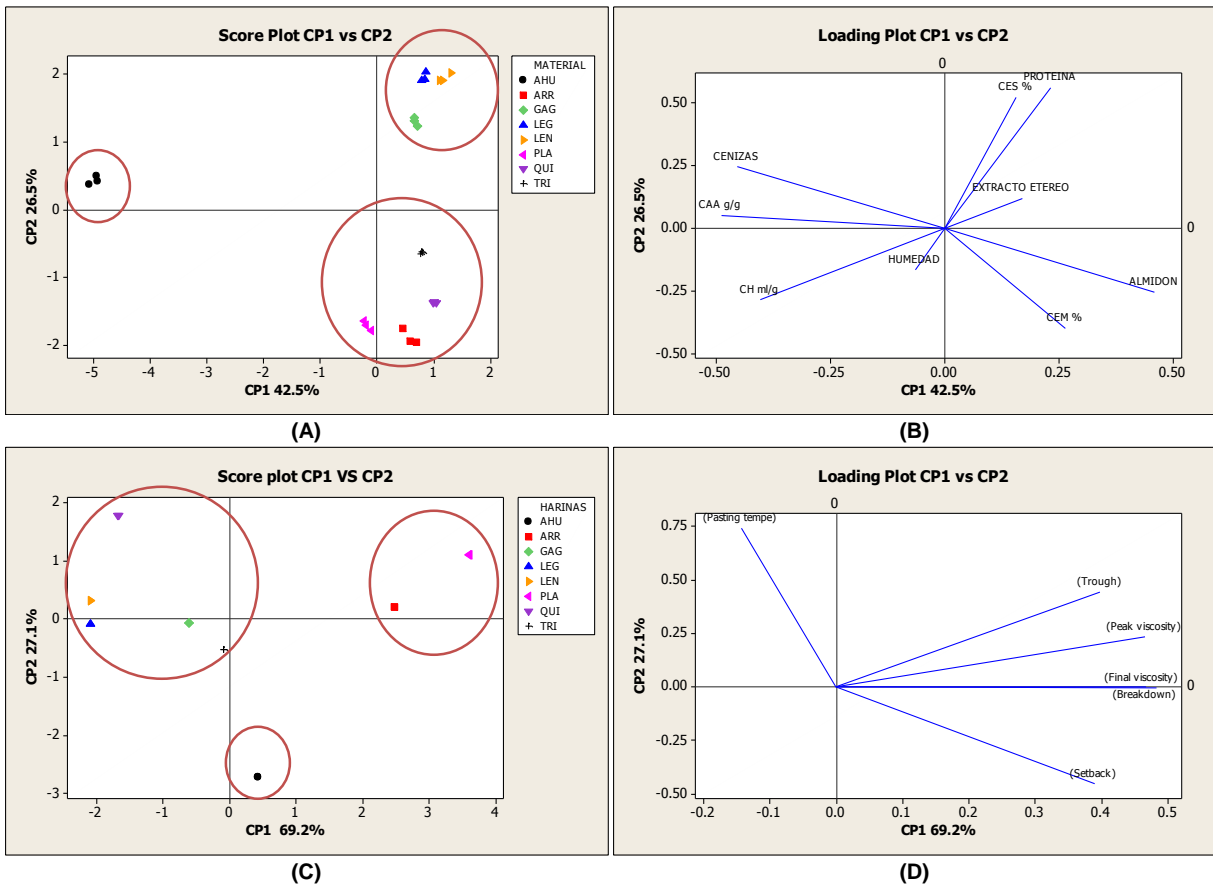 Score Plot CP1 vs CP2
MATERIAL
AHU
ARR
GAG
LEG
LEN
PLA
QUI
TRI
2
1
0
-1
-2
CP2 26.5%
-5
-4
-3
-2
-1
0
1
2
CP1 42.5%
(A)
Loading Plot CP1 vs CP2
0
0.50
0.25
0.00
-0.25
-0.50
CP2 26.5%
CES %
PROTEINA
CENIZAS
EXTRACTO ETEREO
CAA g/g
0
HUMEDAD
CH ml/g
ALMIDON
CEM %
-0.50
-0.25
0.00
0.25
0.50
CP1 42.5%
(B)
Score plot CP1 VS CP2
HARINAS
AHU
ARR
GAG
LEG
LEN
PLA
QUI
TRI
2
1
0
-1
-2
-3
CP2 27.1%
-2
-1
0
1
2
3
4
CP1 69.2%
(C)
Loading Plot CP1 vs CP2
0
0.75
0.50
0.25
0.00
-0.25
-0.50
CP2 27.1%
(Pasting tempe)
(Trough)
(Peak viscosity)
(Final viscosity)
0
(Breakdown)
(Setback)
-0.2
-0.1
0.0
0.1
0.2
0.3
0.4
0.5
CP1 69.2%
(D)